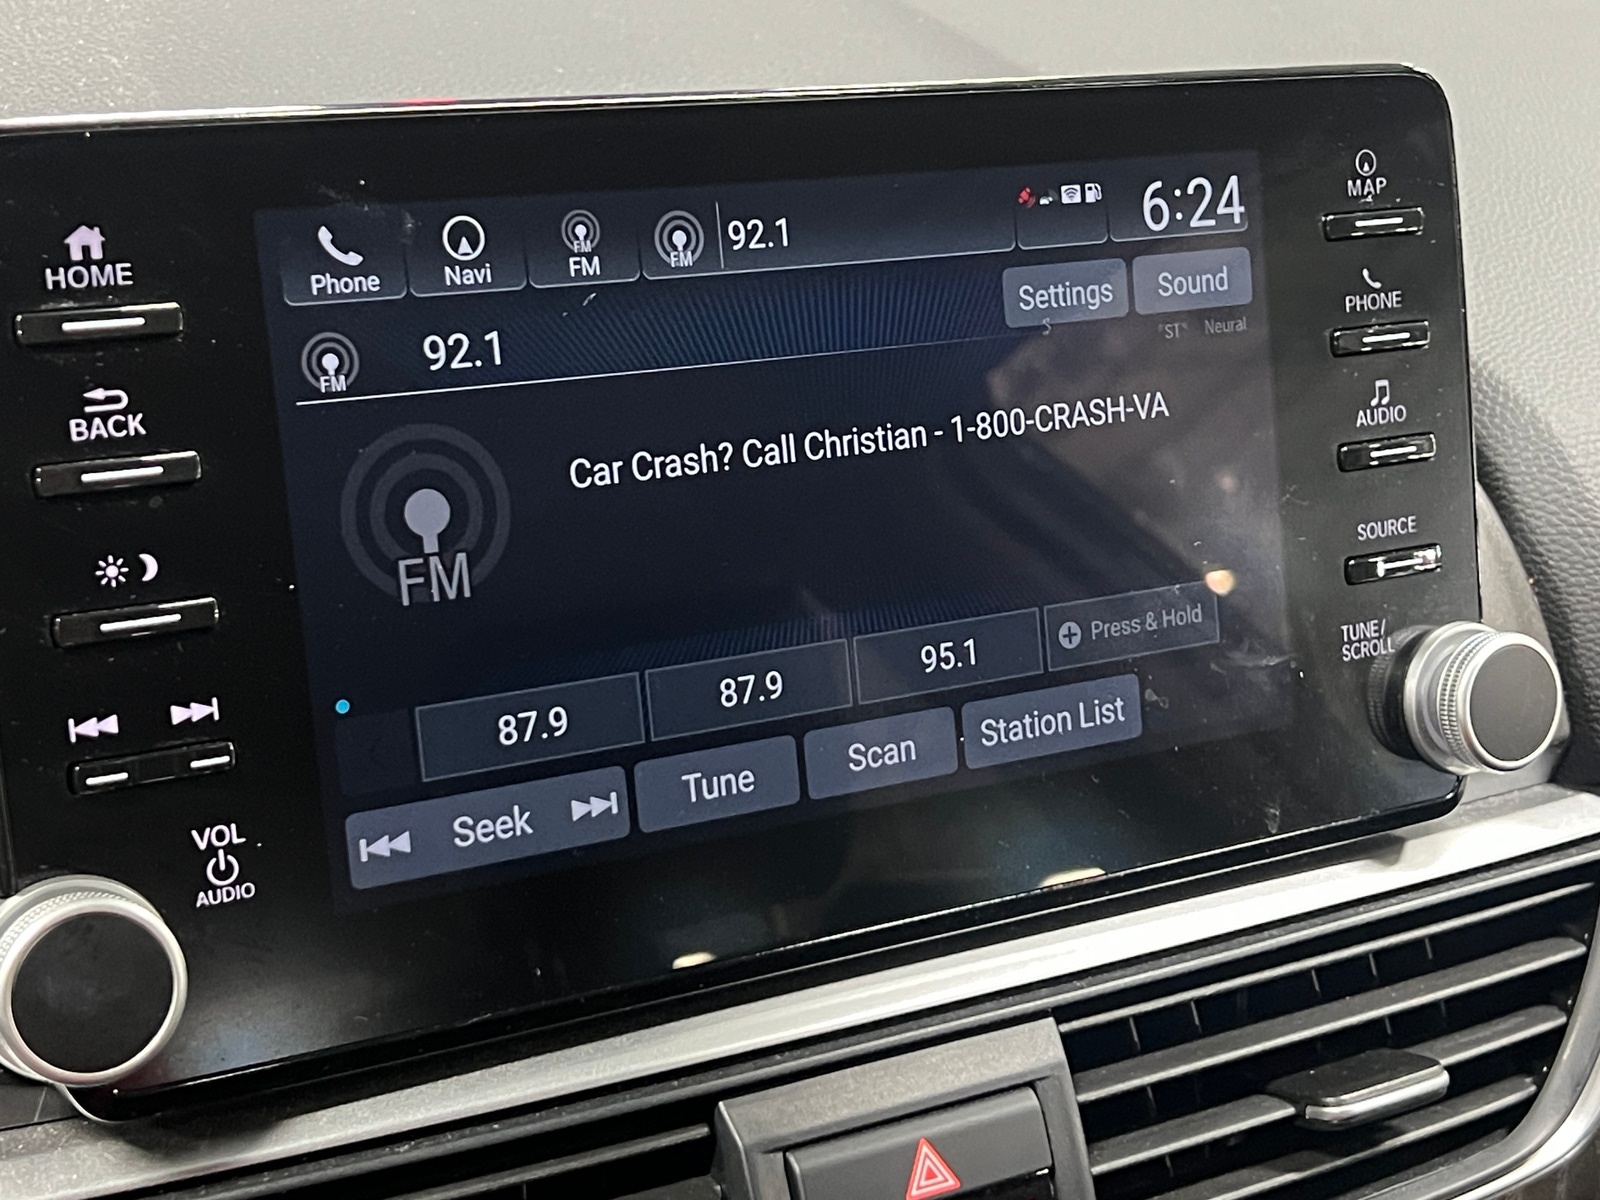 HOME
BACK
VOL
AUDIO
Phone
Navi
FM
FM
FM
92.1
6:24
Settings
Sound
"ST" Neural
FM
92.1
Car Crash? Call Christian - 1-800-CRASH-VA
FM
87.9
87.9
95.1
Press & Hold
Seek
Tune
Scan
Station List
MAP
PHONE
AUDIO
SOURCE
TUNE/
SCROLL